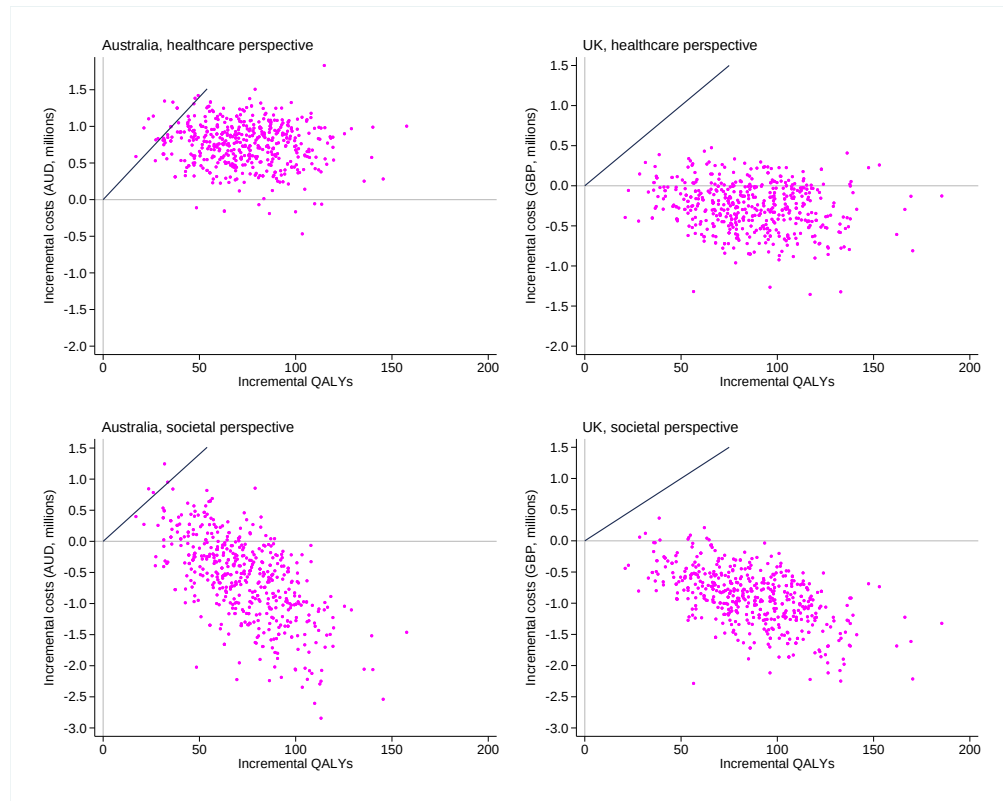 Australia, healthcare perspective
Incremental costs (AUD, millions)
1.5
1.0
0.5
0.0
-0.5
-1.0
-1.5
-2.0
0 50 100 150 200
Incremental QALYs
UK, healthcare perspective
Incremental costs (GBP, millions)
1.5
1.0
0.5
0.0
-0.5
-1.0
-1.5
-2.0
0 50 100 150 200
Incremental QALYs
Australia, societal perspective
Incremental costs (AUD, millions)
1.5
1.0
0.5
0.0
-0.5
-1.0
-1.5
-2.0
-2.5
-3.0
0 50 100 150 200
Incremental QALYs
UK, societal perspective
Incremental costs (GBP, millions)
1.5
1.0
0.5
0.0
-0.5
-1.0
-1.5
-2.0
-2.5
-3.0
0 50 100 150 200
Incremental QALYs